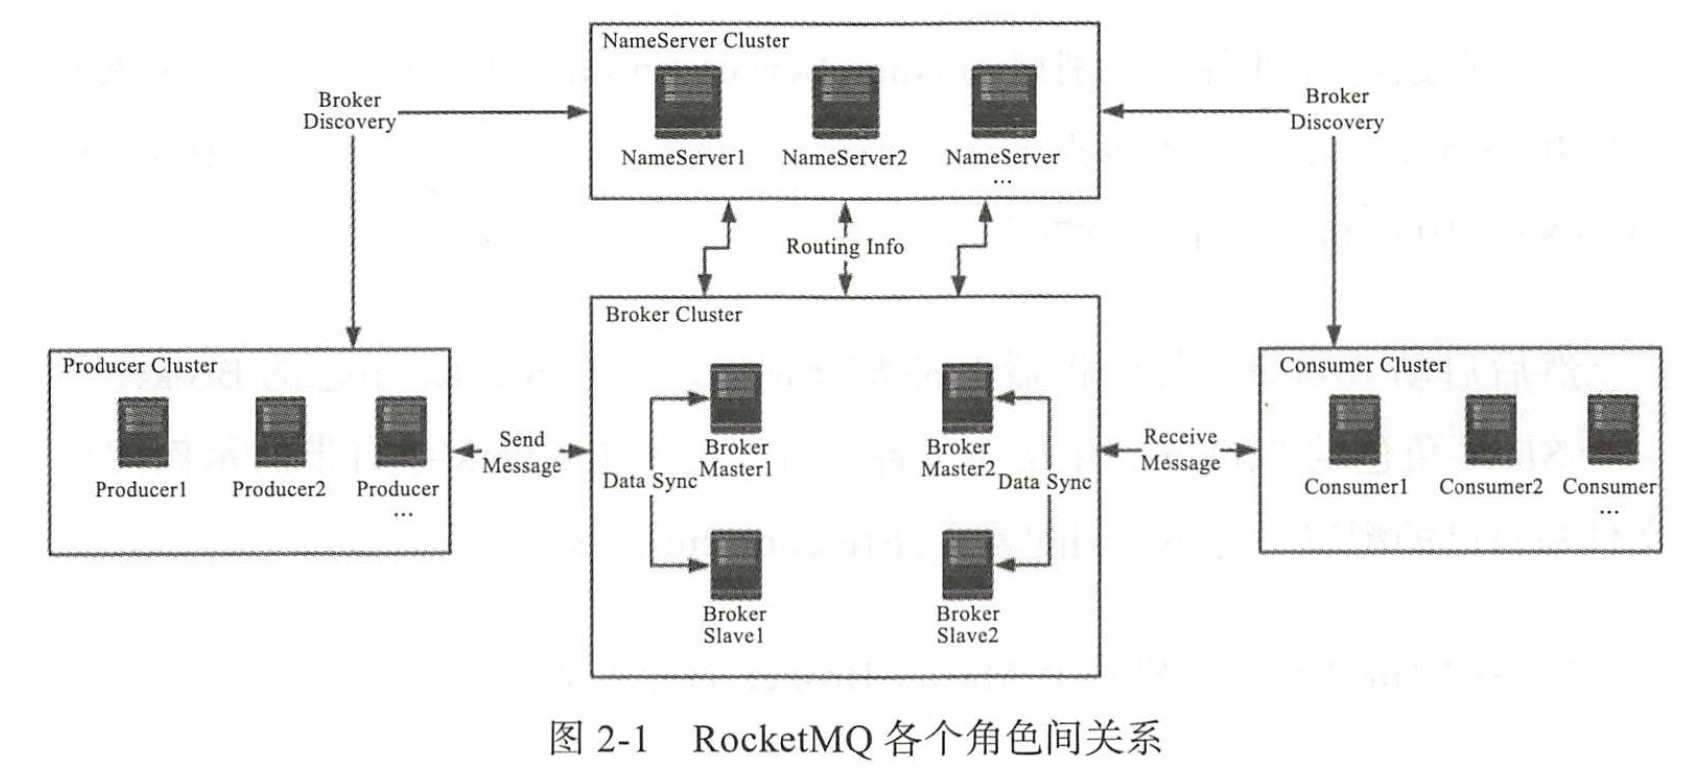 NameServer Cluster
NameServer1
NameServer2
NameServer
...
Broker
Discovery
Broker
Discovery
Routing Info
Producer Cluster
Producer1
Producer2
Producer
...
Send
Message
Broker Cluster
Broker
Master1
Broker
Master2
Data Sync
Data Sync
Broker
Slave1
Broker
Slave2
Receive
Message
Consumer Cluster
Consumer1
Consumer2
Consumer
...
图 2-1 RocketMQ 各个角色间关系